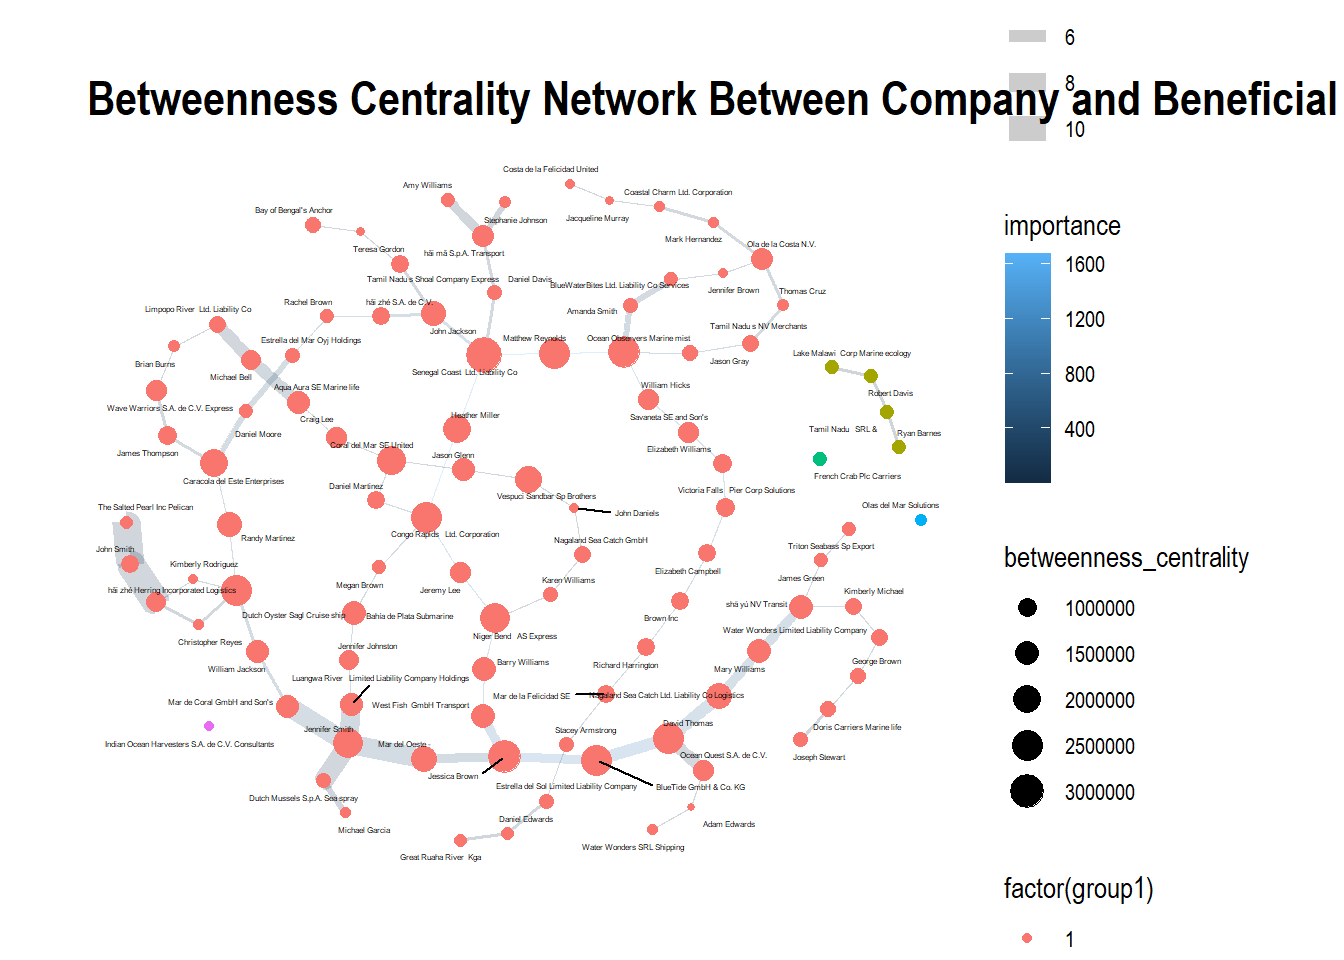 6
Betweenness Centrality Network Between Company and Beneficial
8
10
Costa de la Felicidad United
Amy Williams
Coastal Charm Ltd. Corporation
Bay of Bengal's Anchor
Stephanie Johnson
Jacqueline Murray
importance
Mark Hernandez
Teresa Gordon
Ola de la Costa N.V.
hǎi mǎ S.p.A. Transport
1600
Tamil Nadu s Shoal Company Express
Daniel Davis
BlueWaterBites Ltd. Liability Co Services
Jennifer Brown
Thomas Cruz
Rachel Brown
hǎi zhé S.A. de C.V.
Limpopo River Ltd. Liability Co
Amanda Smith
1200
John Jackson
Tamil Nadu s NV Merchants
Estrella del Mar Oyj Holdings
Matthew Reynolds
Ocean Observers Marine mist
Lake Malawi Corp Marine ecology
Brian Burns
Jason Gray
Senegal Coast Ltd. Liability Co
800
Michael Bell
Aqua Aura SE Marine life
William Hicks
Robert Davis
Wave Warriors S.A. de C.V. Express
Heather Miller
Craig Lee
Savaneta SE and Son's
400
Tamil Nadu SRL &
Ryan Barnes
Daniel Moore
Coral del Mar SE United
James Thompson
Jason Glenn
Elizabeth Williams
Caracola del Este Enterprises
French Crab Plc Carriers
Daniel Martinez
Victoria Falls Pier Corp Solutions
Vespuci Sandbar Sp Brothers
The Salted Pearl Inc Pelican
Olas del Mar Solutions
John Daniels
Congo Rapids Ltd. Corporation
Randy Martinez
Nagaland Sea Catch GmbH
Triton Seabass Sp Export
John Smith
betweenness_centrality
Kimberly Rodriguez
Elizabeth Campbell
James Green
Megan Brown
Jeremy Lee
Karen Williams
hǎi zhé Herring Incorporated Logistics
Kimberly Michael
shā yú NV Transit
1000000
Dutch Oyster Sagl Cruise ship
Bahía de Plata Submarine
Brown Inc
Water Wonders Limited Liability Company
Niger Bend AS Express
Christopher Reyes
Jennifer Johnston
1500000
George Brown
Barry Williams
Richard Harrington
William Jackson
Mary Williams
Luangwa River Limited Liability Company Holdings
Mar de la Felicidad SE
Nagaland Sea Catch Ltd. Liability Co Logistics
2000000
Mar de Coral GmbH and Son's
West Fish GmbH Transport
David Thomas
Doris Carriers Marine life
Jennifer Smith
Stacey Armstrong
Indian Ocean Harvesters S.A. de C.V. Consultants
Mar del Oeste -
2500000
Ocean Quest S.A. de C.V.
Joseph Stewart
Jessica Brown
Estrella del Sol Limited Liability Company
BlueTide GmbH & Co. KG
3000000
Dutch Mussels S.p.A. Sea spray
Daniel Edwards
Adam Edwards
Michael Garcia
Water Wonders SRL Shipping
Great Ruaha River Kga
factor(group1)
1